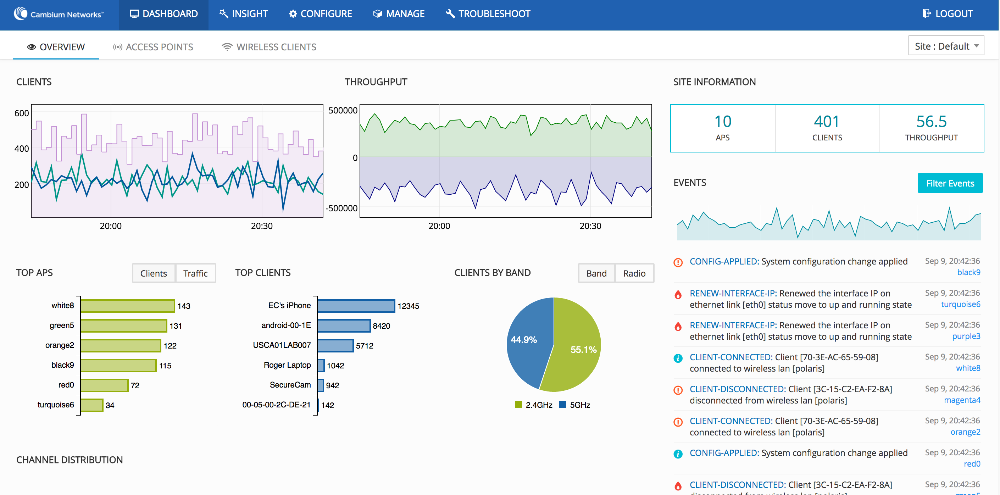 Cambium Networks™
DASHBOARD
INSIGHT
CONFIGURE
MANAGE
TROUBLESHOOT
LOGOUT
OVERVIEW
ACCESS POINTS
WIRELESS CLIENTS
Site : Default
CLIENTS
600
400
200
20:00
20:30
THROUGHPUT
500000
0
-500000
20:00
20:30
SITE INFORMATION
10
APS
401
CLIENTS
56.5
THROUGHPUT
EVENTS
Filter Events
TOP APS
Clients
Traffic
white8 143
green5 131
orange2 122
black9 115
red0 72
turquoise6 34
TOP CLIENTS
EC's iPhone 12345
android-00-1E 8420
USCA01LAB007 5712
Roger Laptop 1042
SecureCam 942
00-05-00-2C-DE-21 142
CLIENTS BY BAND
Band
Radio
44.9%
55.1%
2.4GHz
5GHz
CONFIG-APPLIED: System configuration change applied
Sep 9, 20:42:36
black9
RENEW-INTERFACE-IP: Renewed the interface IP on
ethernet link [eth0] status move to up and running state
Sep 9, 20:42:36
turquoise6
RENEW-INTERFACE-IP: Renewed the interface IP on
ethernet link [eth0] status move to up and running state
Sep 9, 20:42:36
purple3
CLIENT-CONNECTED: Client [70-3E-AC-65-59-08]
connected to wireless lan [polaris]
Sep 9, 20:42:36
white8
CLIENT-DISCONNECTED: Client [3C-15-C2-EA-F2-8A]
disconnected from wireless lan [polaris]
Sep 9, 20:42:36
magenta4
CLIENT-CONNECTED: Client [70-3E-AC-65-59-08]
connected to wireless lan [polaris]
Sep 9, 20:42:36
orange2
CONFIG-APPLIED: System configuration change applied
Sep 9, 20:42:36
red0
CLIENT-DISCONNECTED: Client [3C-15-C2-EA-F2-8A]
Sep 9, 20:42:36
CHANNEL DISTRIBUTION